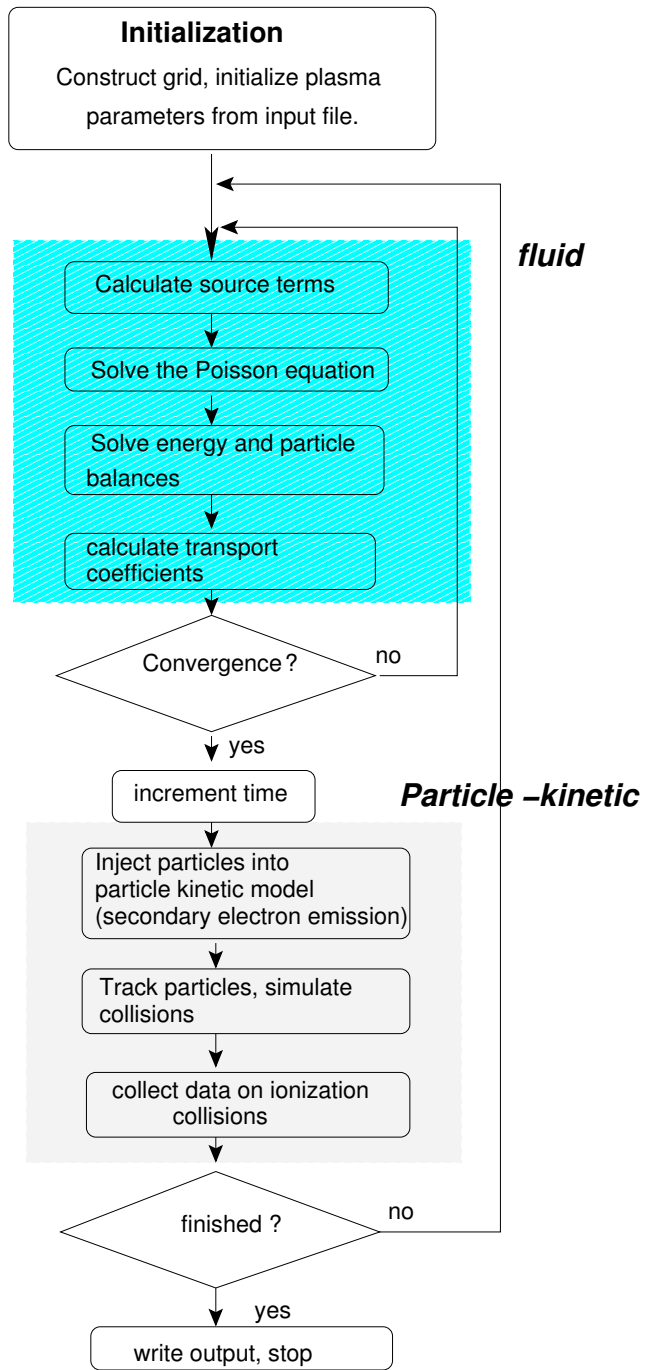 Initialization
Construct grid, initialize plasma
parameters from input file.
fluid
Calculate source terms
Solve the Poisson equation
Solve energy and particle
balances
calculate transport
coefficients
Convergence ?
no
yes
increment time
Particle –kinetic
Inject particles into
particle kinetic model
(secondary electron emission)
Track particles, simulate
collisions
collect data on ionization
collisions
finished ?
no
yes
write output, stop